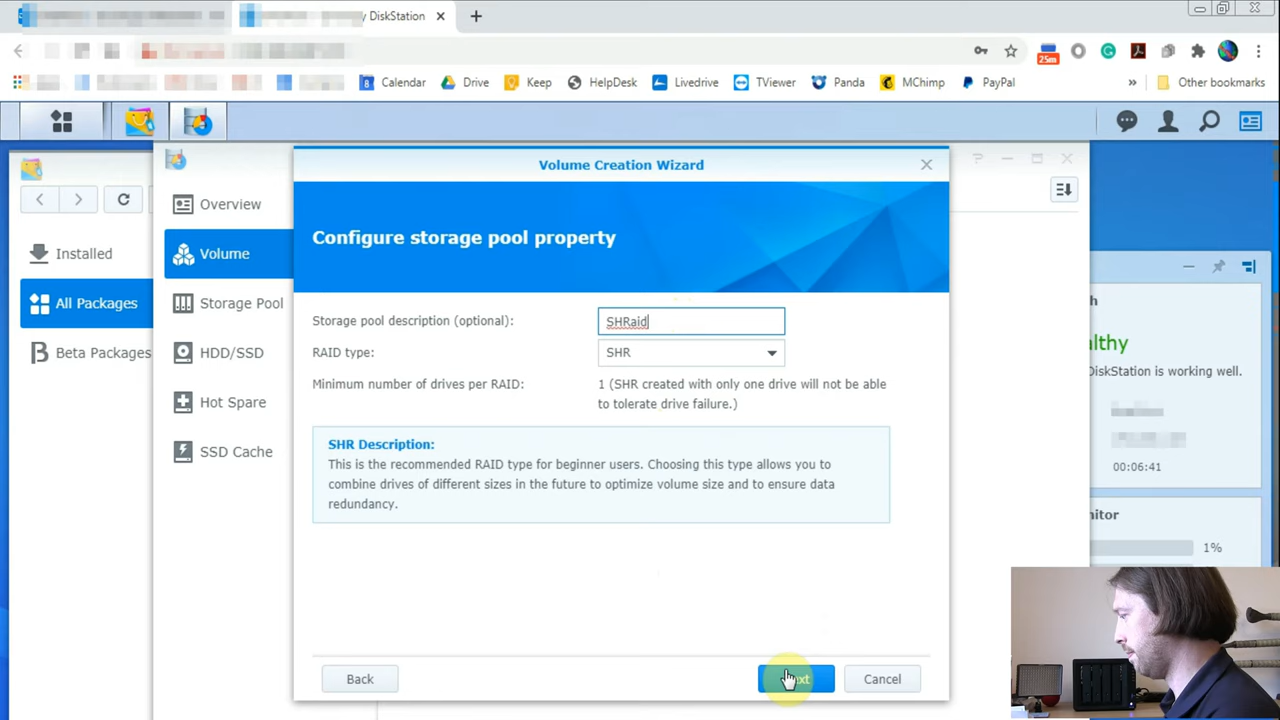 y DiskStation
25m
8 Calendar
Drive
Keep
HelpDesk
Livedrive
TViewer
Panda
MChimp
PayPal
»
Other bookmarks
Volume Creation Wizard
Installed
All Packages
Beta Packages
Overview
Volume
Storage Pool
HDD/SSD
Hot Spare
SSD Cache
Configure storage pool property
Storage pool description (optional): SHRaid
RAID type: SHR
Minimum number of drives per RAID: 1 (SHR created with only one drive will not be able
to tolerate drive failure.)
SHR Description:
This is the recommended RAID type for beginner users. Choosing this type allows you to
combine drives of different sizes in the future to optimize volume size and to ensure data
redundancy.
Back
ext
Cancel
h
althy
DiskStation is working well.
00:06:41
nitor
1%